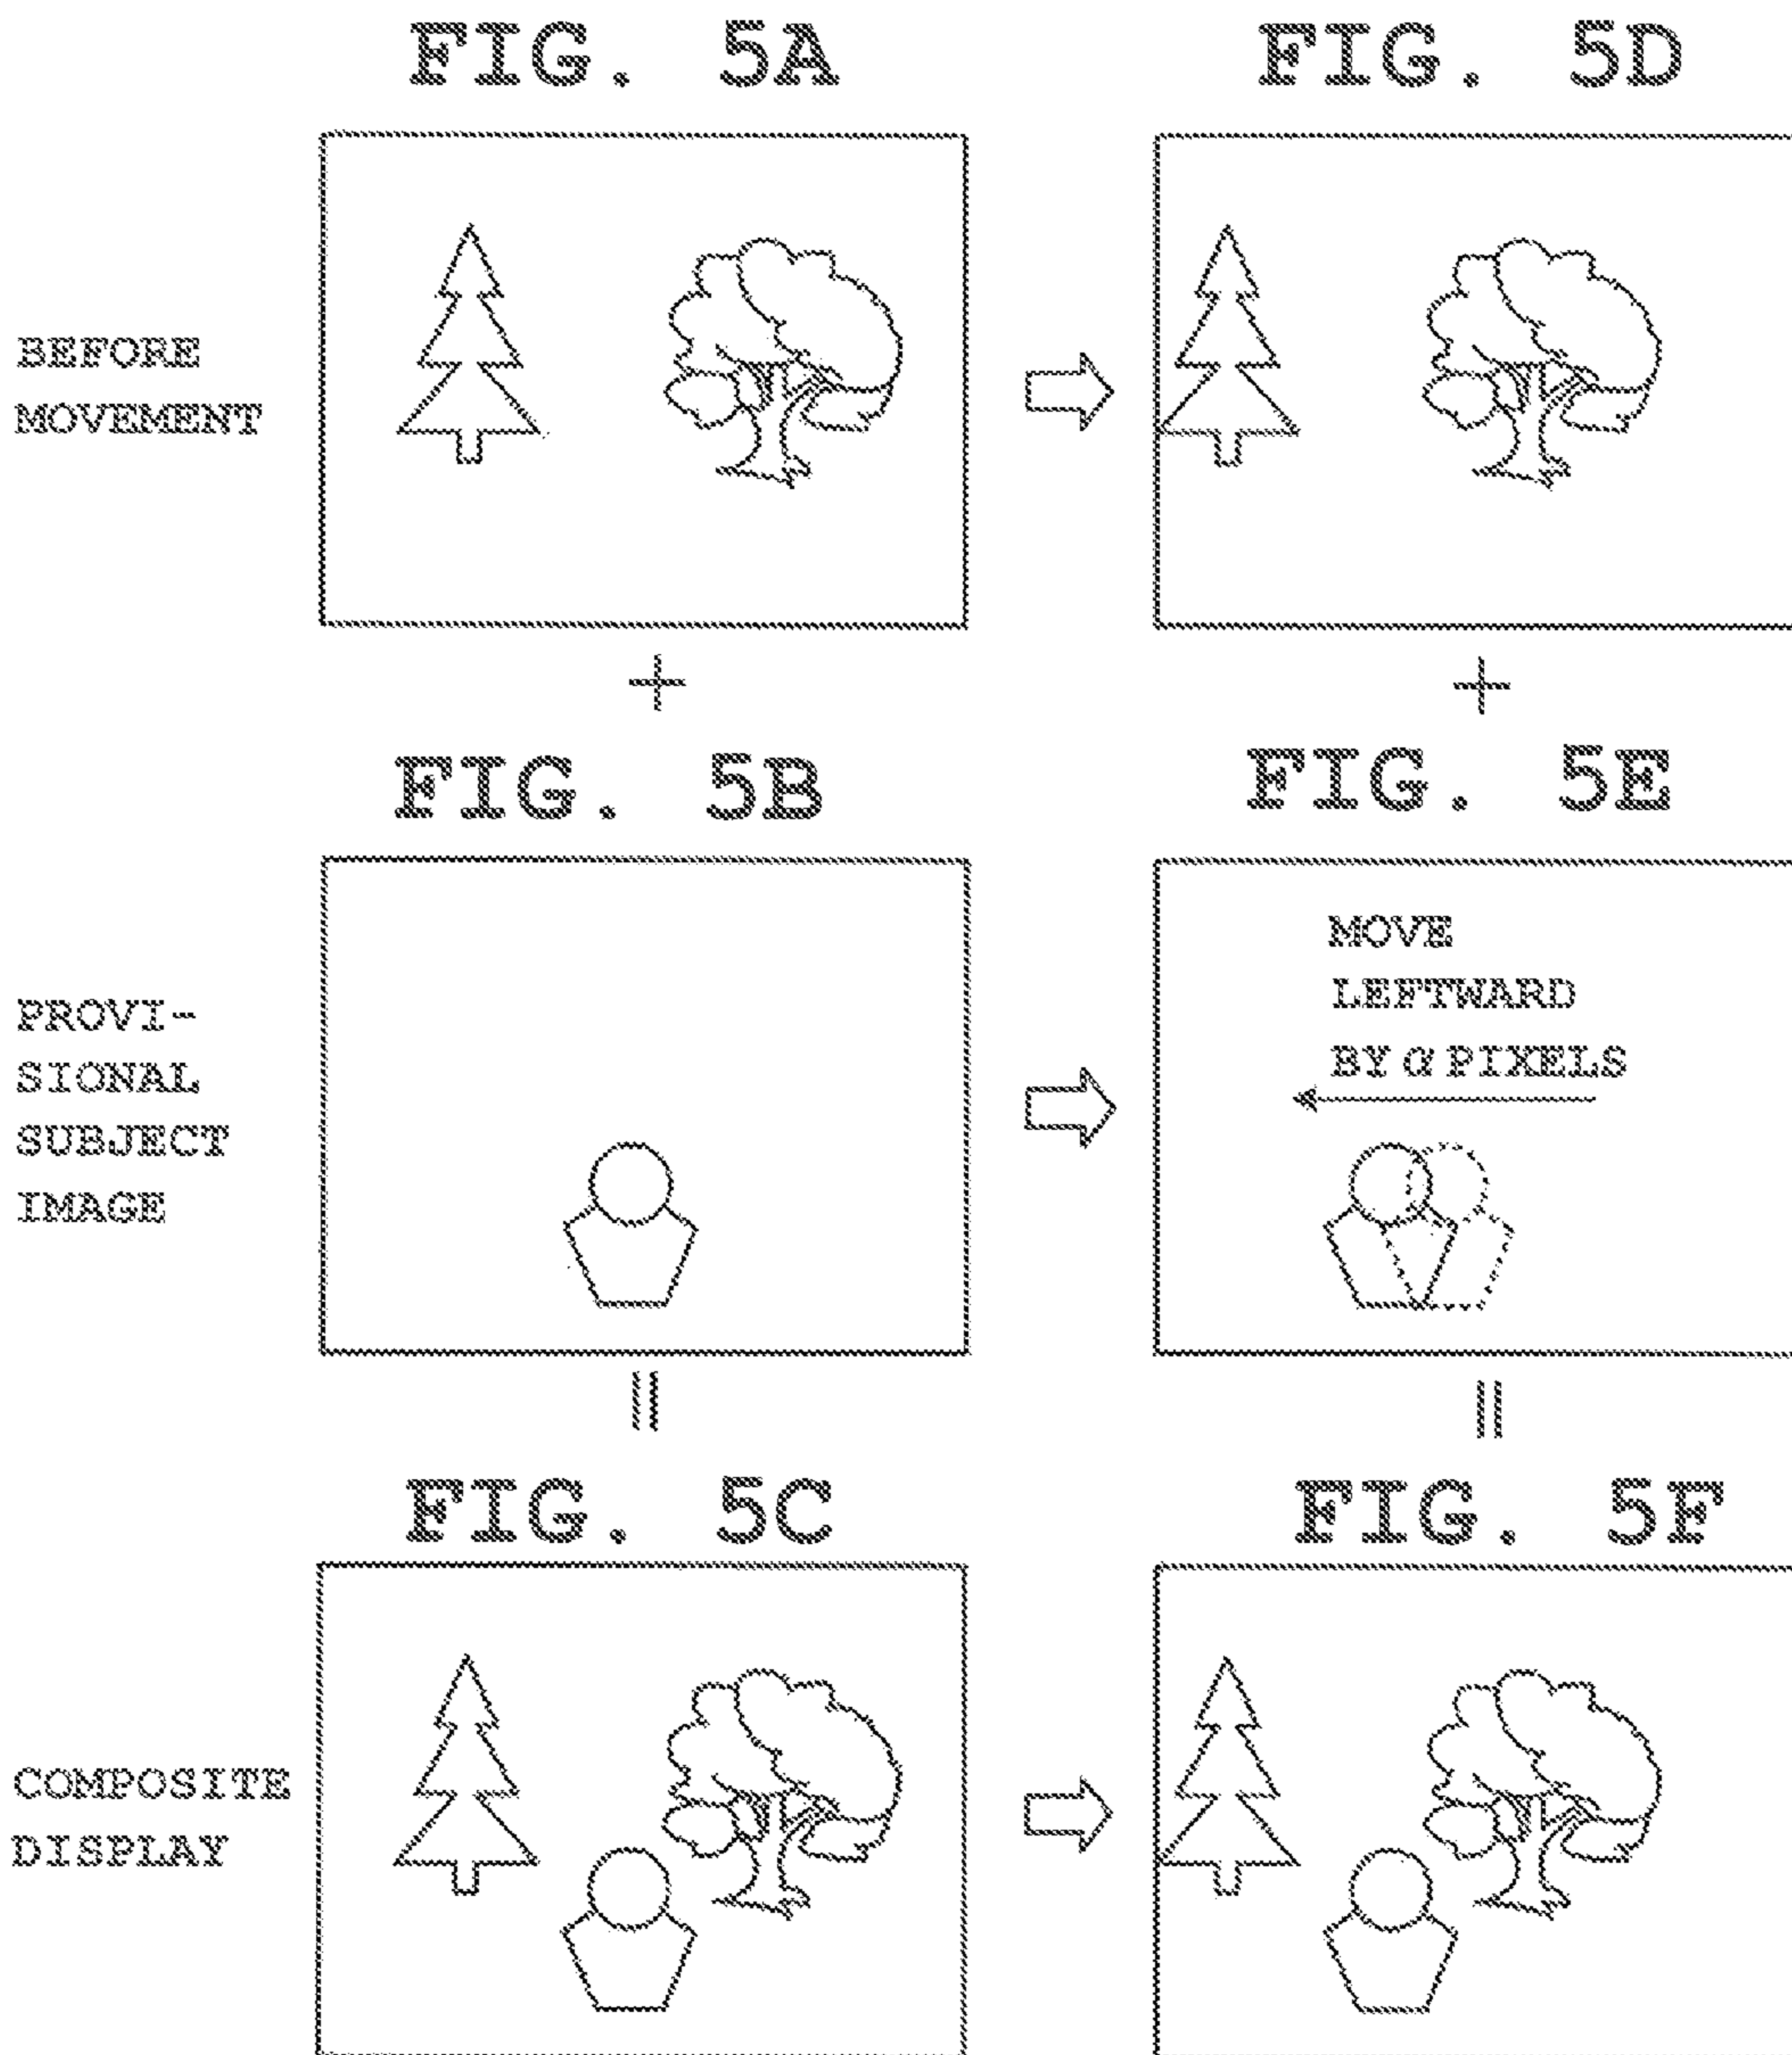 FIG. 5A
FIG. 5D
BEFORE
MOVEMENT
+
+
FIG. 5B
FIG. 5E
PROVI-
SIONAL
SUBJECT
IMAGE
MOVE
LEFTWARD
BY α PIXELS
FIG. 5C
FIG. 5F
COMPOSITE
DISPLAY